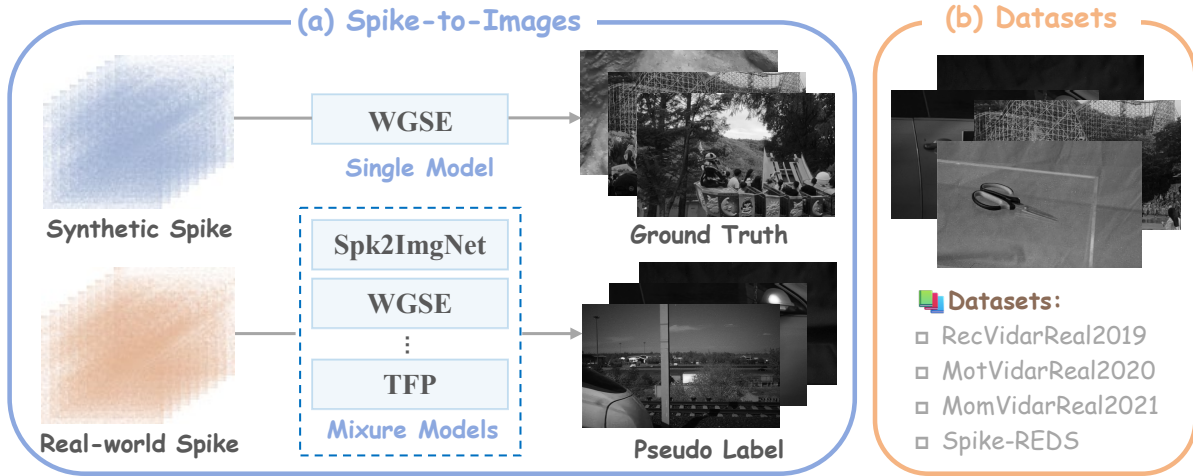 (a) Spike-to-Images
Synthetic Spike
WGSE
Single Model
Ground Truth
Real-world Spike
Spk2ImgNet
WGSE
⋮
TFP
Mixure Models
Pseudo Label
(b) Datasets
Datasets:
RecVidarReal2019
MotVidarReal2020
MomVidarReal2021
Spike-REDS